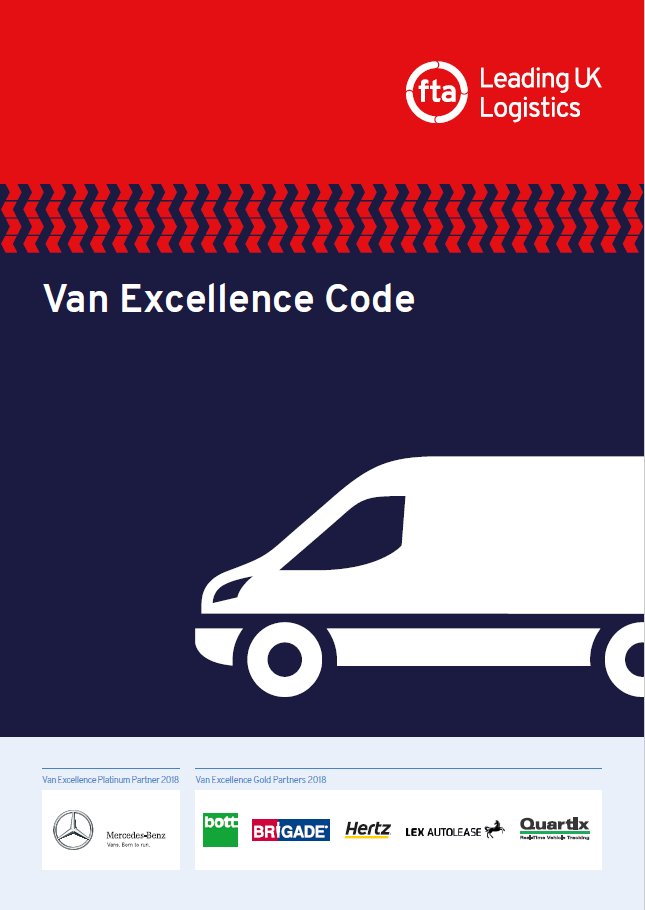 fta
Leading UK
Logistics
Van Excellence Code
Van Excellence Platinum Partner 2018
Van Excellence Gold Partners 2018
Mercedes-Benz
Vans. Born to run.
bott
BRIGADE
Hertz
LEX AUTOLEASE
Quartix
Real-Time Vehicle Tracking